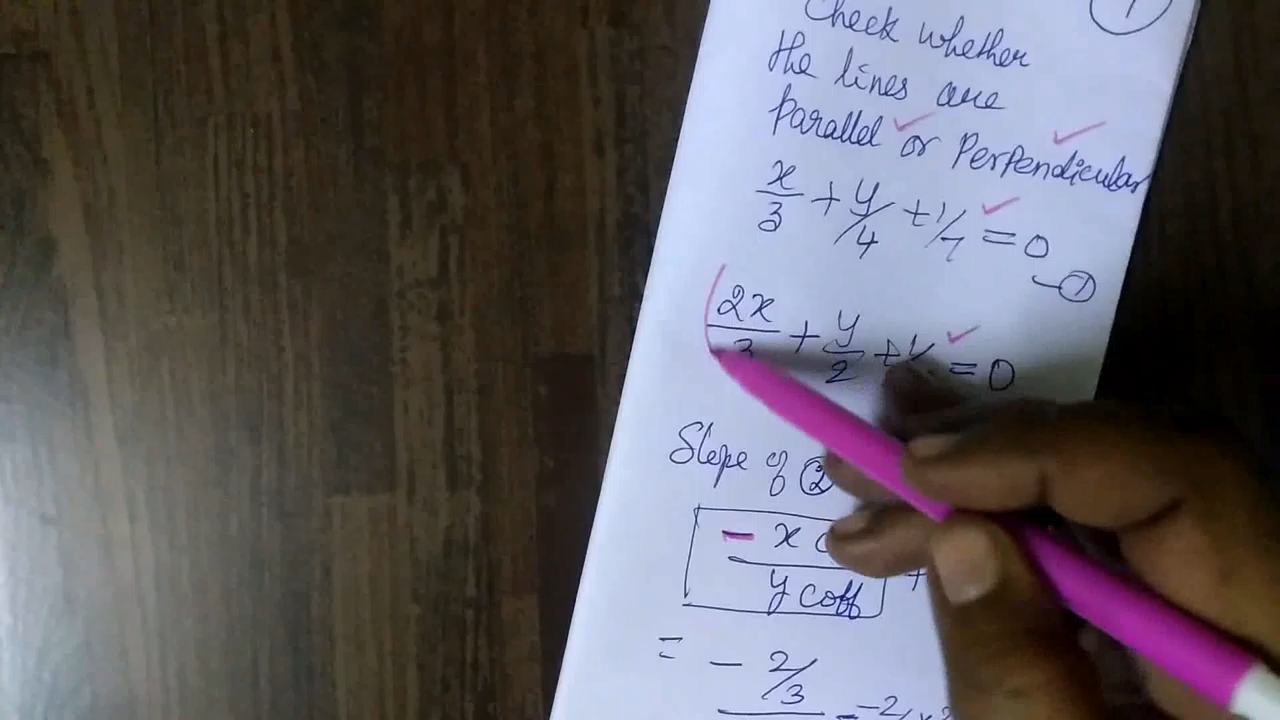 1
Check whether
the lines are
parallel or Perpendicular
x/3 + y/4 + 1/7 = 0
1
2x/3 + y/2 + = 0
Slope of 2
- x
y coff +
= - 2/3
= -2/